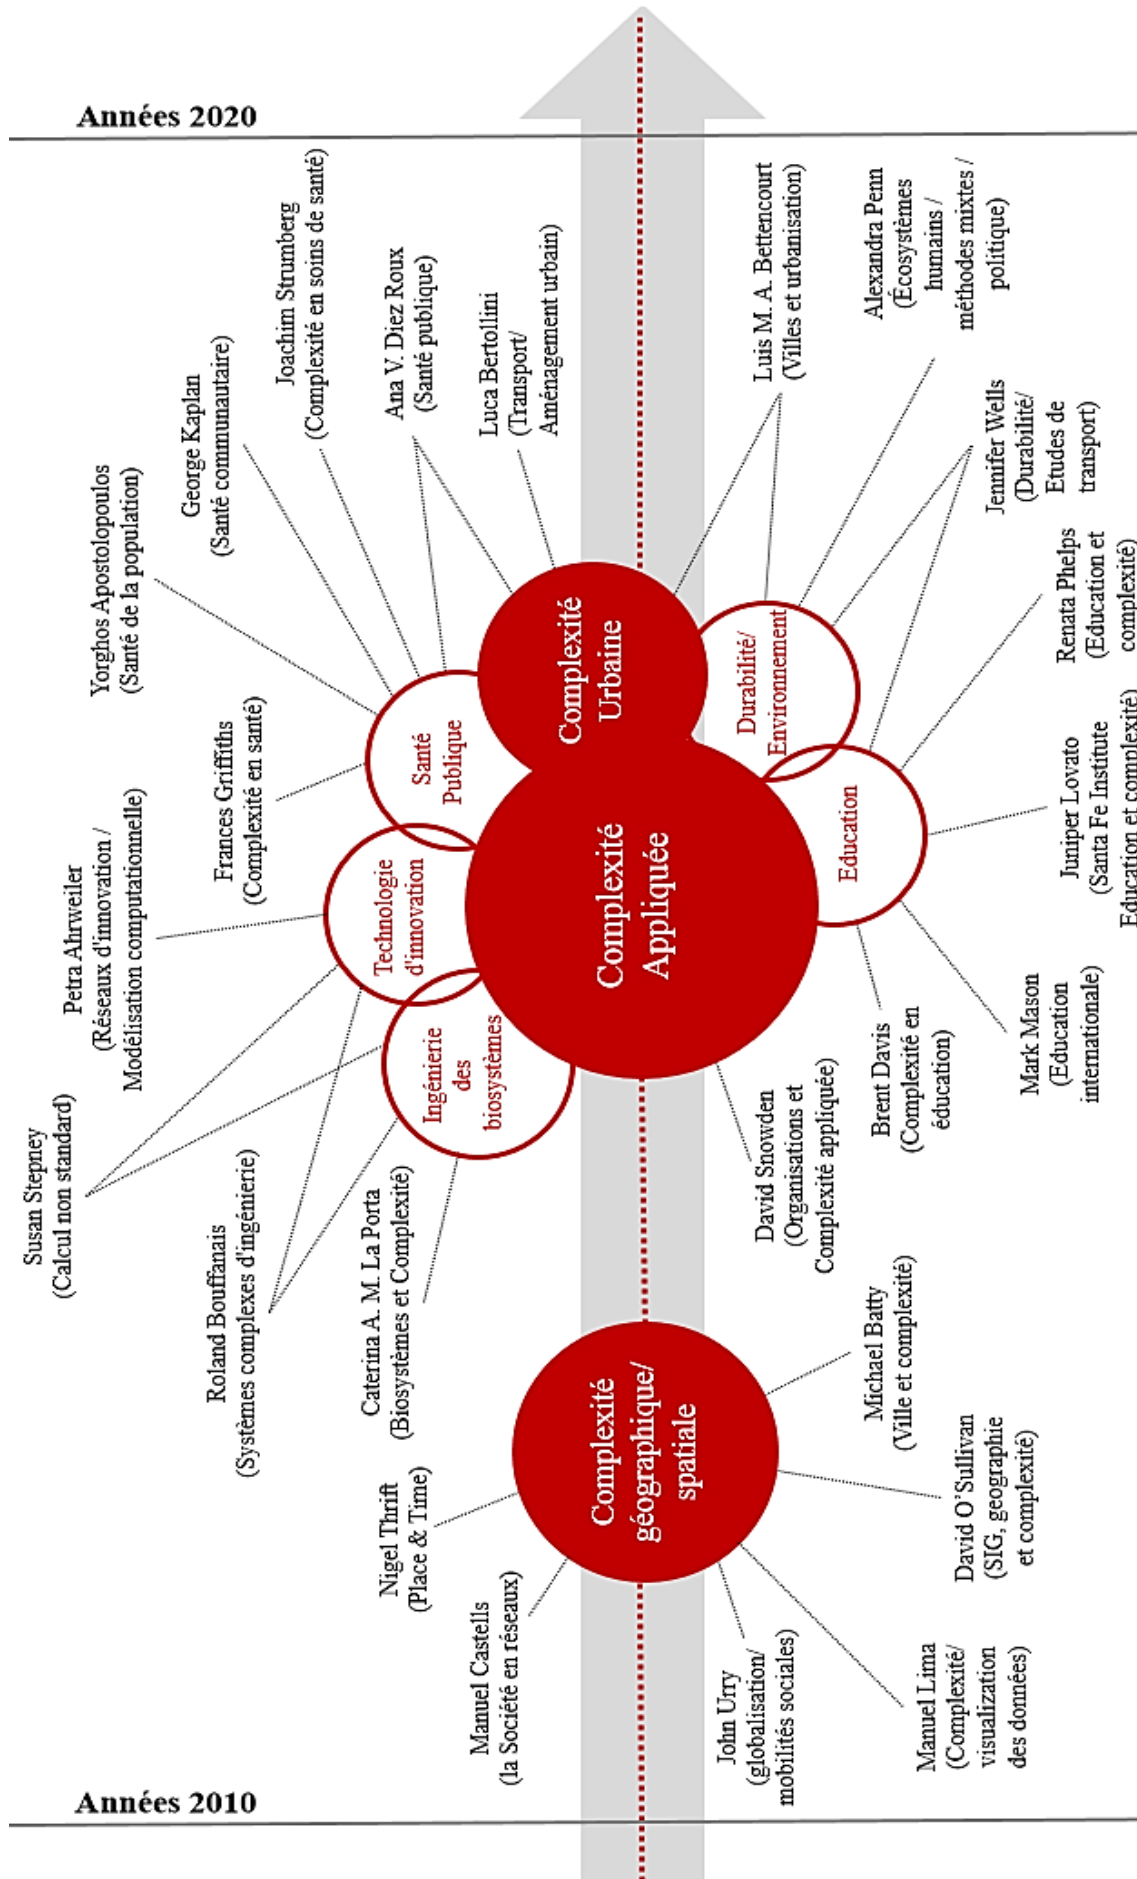 Années 2020
Joachim Strumberg
(Complexité en soins de santé)
George Kaplan
(Santé communautaire)
Ana V. Diez Roux
(Santé publique)
Luca Bertollini
(Transport/
Aménagement urbain)
Luis M. A. Bettencourt
(Villes et urbanisation)
Alexandra Penn
(Écosystèmes
humains /
méthodes mixtes /
politique)
Yorghos Apostolopoulos
(Santé de la population)
Jennifer Wells
(Durabilité/
Etudes de
transport)
Renata Phelps
(Education et
complexité)
Frances Griffiths
(Complexité en santé)
Santé
Publique
Complexité
Urbaine
Durabilité/
Environnement
Juniper Lovato
(Santa Fe Institute
Education et complexité)
Petra Ahrweiler
(Réseaux d'innovation /
Modélisation computationnelle)
Technologie
d'innovation
Complexité
Appliquée
Education
Susan Stepney
(Calcul non standard)
Ingénierie
des
biosystèmes
Mark Mason
(Education
internationale)
Brent Davis
(Complexité en
éducation)
David Snowden
(Organisations et
Complexité appliquée)
Roland Bouffanais
(Systèmes complexes d'ingénierie)
Caterina A. M. La Porta
(Biosystèmes et Complexité)
Nigel Thrift
(Place & Time)
Complexité
géographique/
spatiale
Michael Batty
(Ville et complexité)
David O'Sullivan
(SIG, geographie
et complexité)
Manuel Castells
(la Société en réseaux)
John Urry
(globalisation/
mobilités sociales)
Manuel Lima
(Complexité/
visualization
des données)
Années 2010